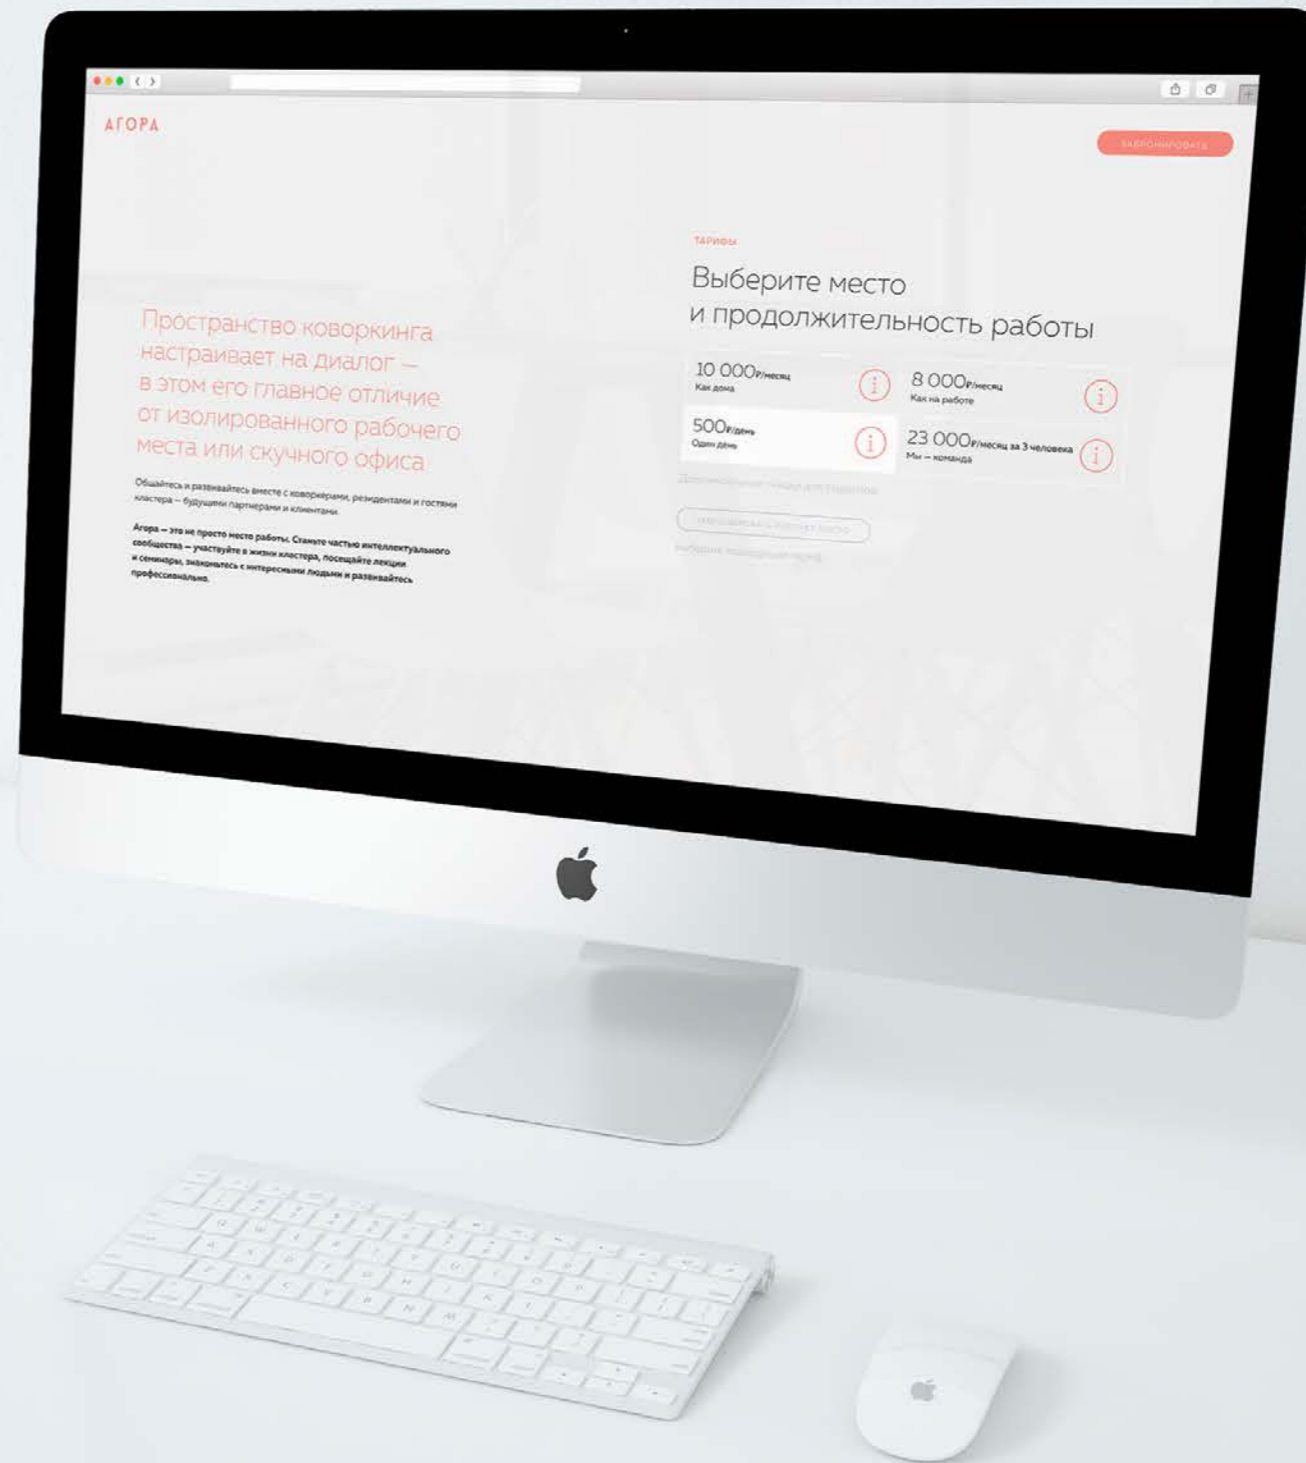 АГОРА
ЗАБРОНИРОВАТЬ
Пространство коворкинга
настраивает на диалог —
в этом его главное отличие
от изолированного рабочего
места или скучного офиса
Общайтесь и развивайтесь вместе с коворкерами, резидентами и гостями
кластера — будущими партнерами и клиентами.
Агора — это не просто место работы. Станьте частью интеллектуального
сообщества — участвуйте в жизни кластера, посещайте лекции
и семинары, знакомьтесь с интересными людьми и развивайтесь
профессионально.
ТАРИФЫ
Выберите место
и продолжительность работы
10 000₽/месяц
Как дома
i
8 000₽/месяц
Как на работе
i
500₽/день
Один день
i
23 000₽/месяц за 3 человека
Мы — команда
i